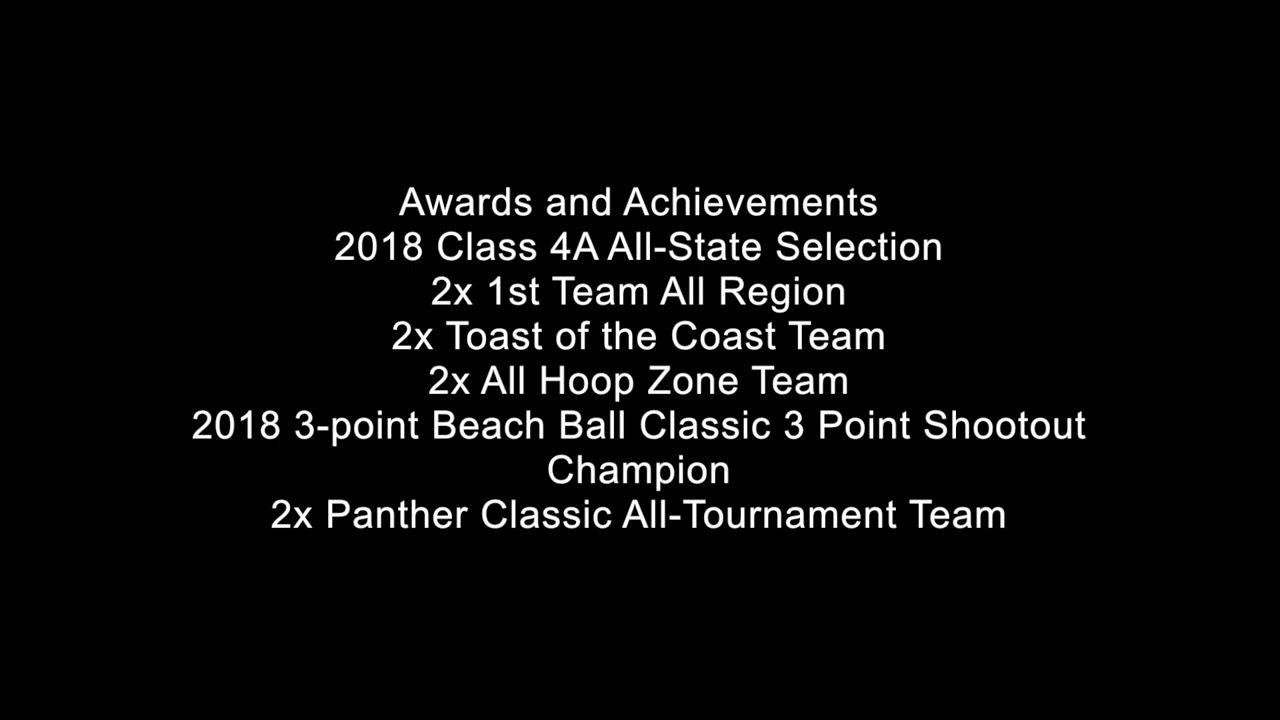 Awards and Achievements
2018 Class 4A All-State Selection
2x 1st Team All Region
2x Toast of the Coast Team
2x All Hoop Zone Team
2018 3-point Beach Ball Classic 3 Point Shootout
Champion
2x Panther Classic All-Tournament Team